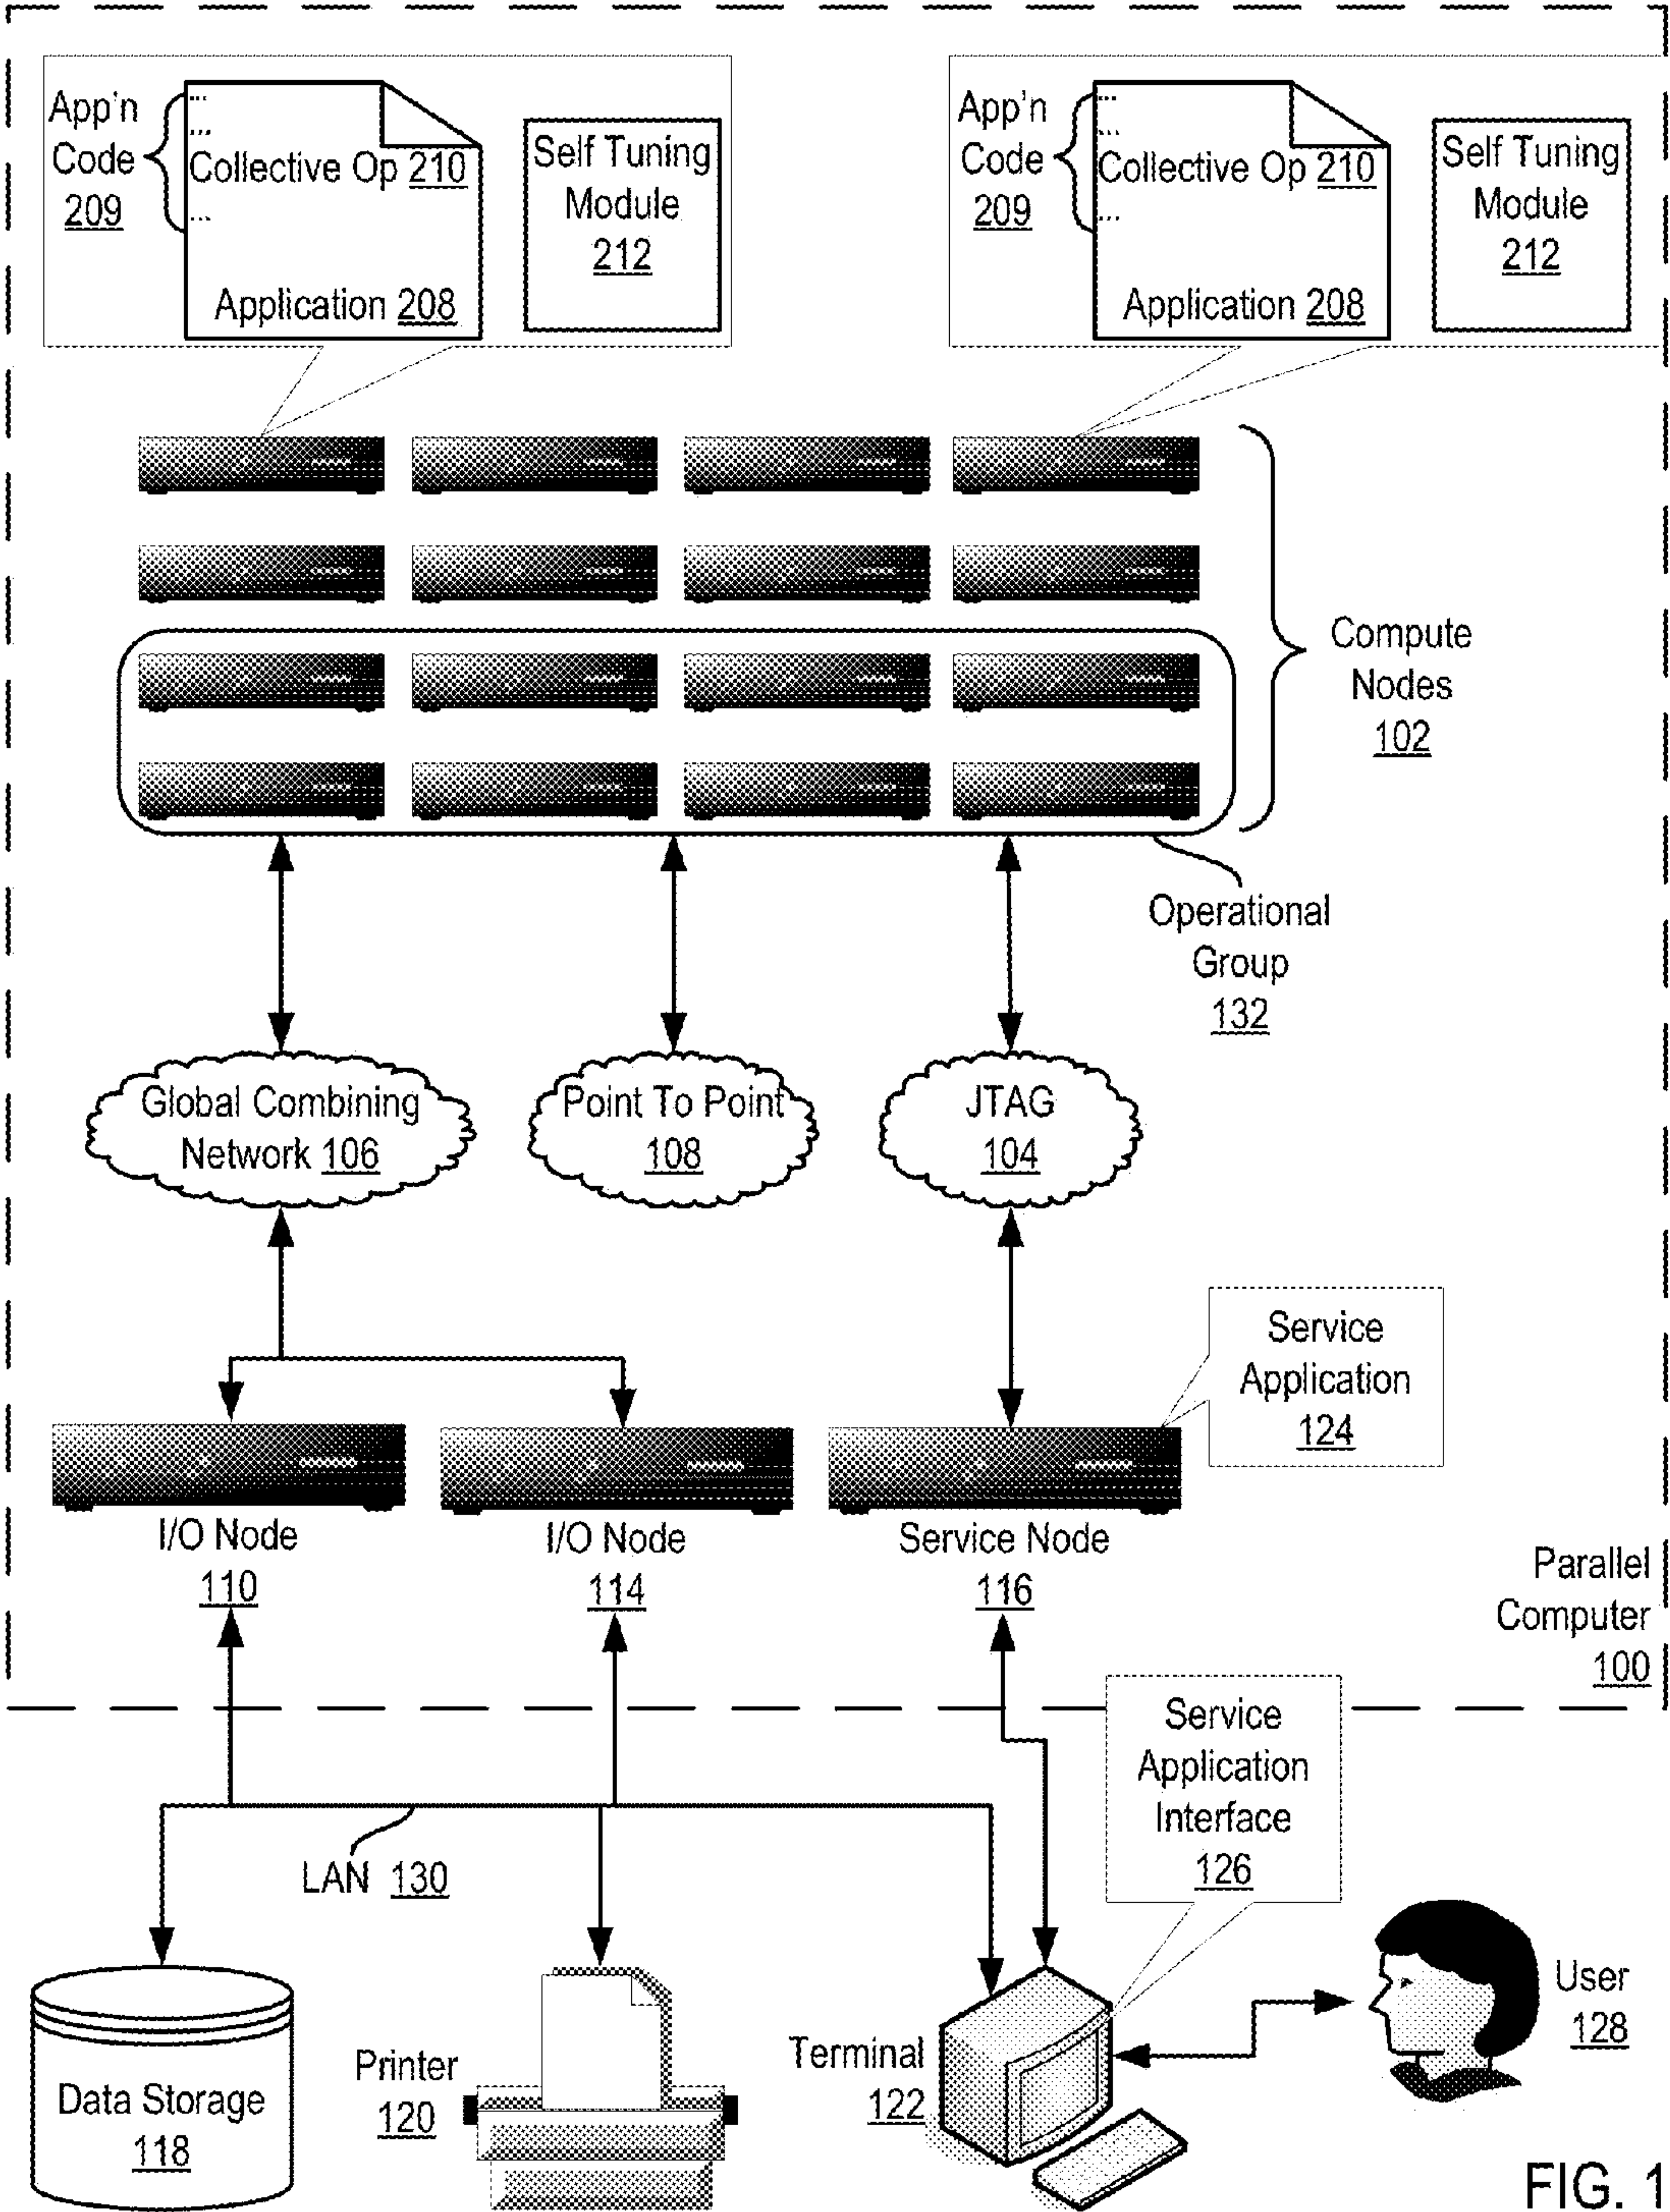 App'n
Code
209
...
...
Collective Op 210
...
Application 208
Self Tuning
Module
212
App'n
Code
209
...
...
Collective Op 210
...
Application 208
Self Tuning
Module
212
Compute
Nodes
102
Operational
Group
132
Global Combining
Network 106
Point To Point
108
JTAG
104
Service
Application
124
I/O Node
110
I/O Node
114
Service Node
116
Parallel
Computer
100
Service
Application
Interface
126
LAN 130
Data Storage
118
Printer
120
Terminal
122
User
128
FIG. 1